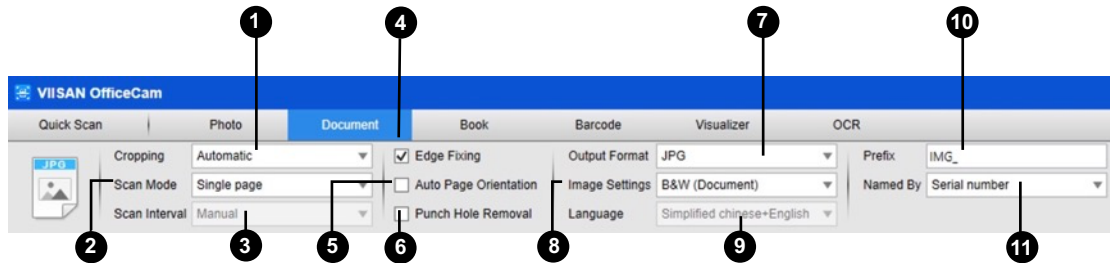 1 4 7 10
VIISAN OfficeCam
Quick Scan Photo Document Book Barcode Visualizer OCR
JPG
Cropping Automatic Edge Fixing Output Format JPG Prefix IMG_
Scan Mode Single page Auto Page Orientation Image Settings B&W (Document) Named By Serial number
Scan Interval Manual Punch Hole Removal Language Simplified chinese+English
2 3 5 6 8 9 11